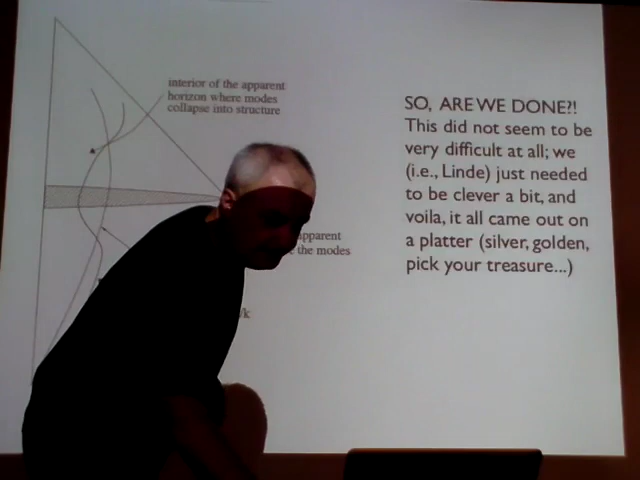 interior of the apparent
horizon where modes
collapse into structure
apparent
the modes
/k
SO, ARE WE DONE?!
This did not seem to be
very difficult at all; we
(i.e., Linde) just needed
to be clever a bit, and
voila, it all came out on
a platter (silver, golden,
pick your treasure...)